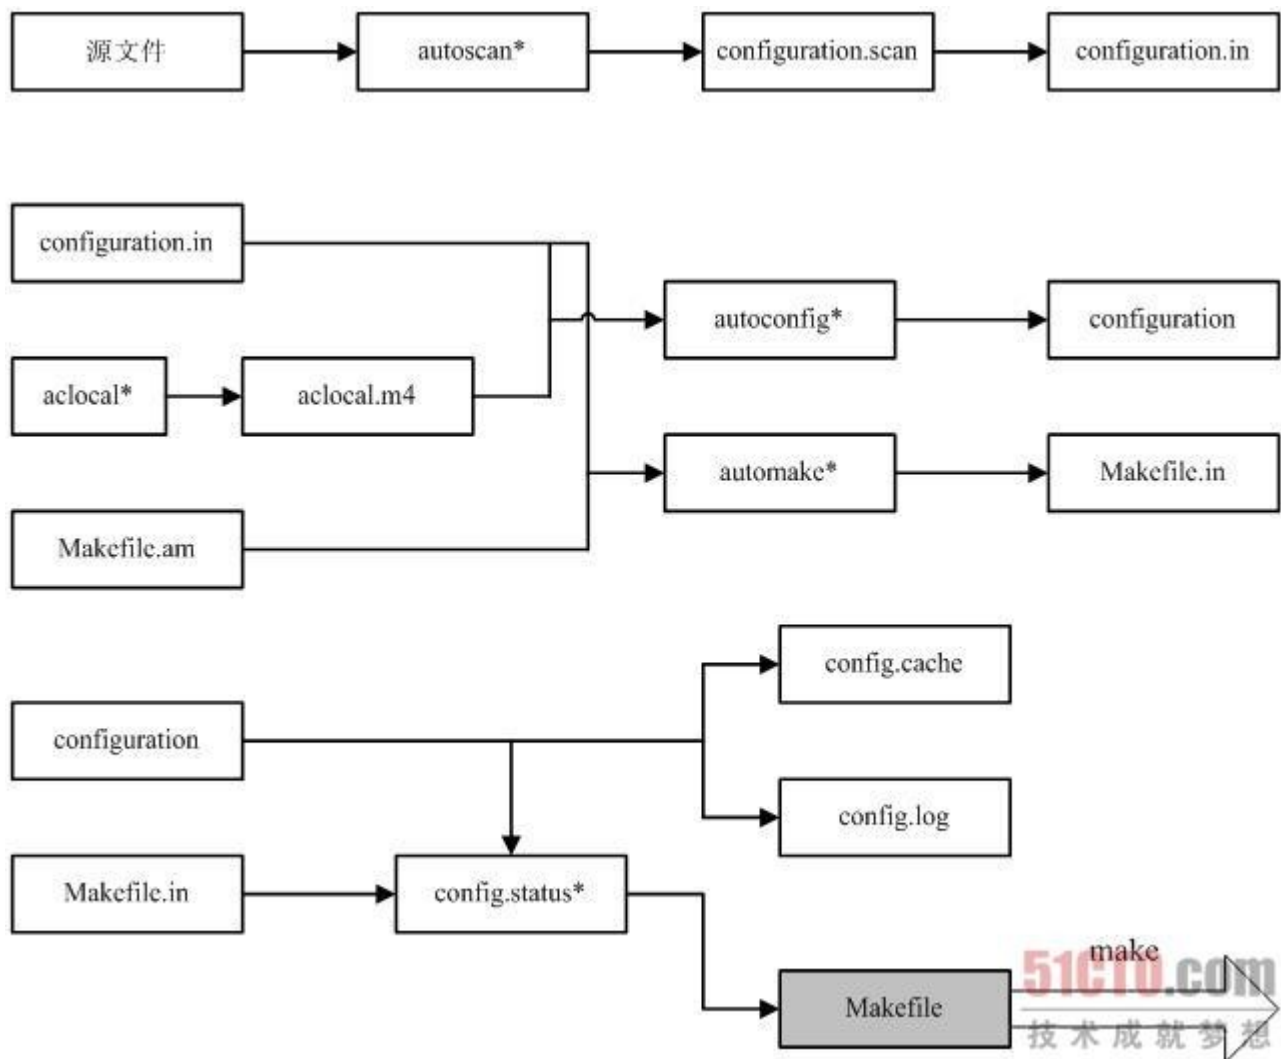 源文件
autoscan*
configuration.scan
configuration.in
configuration.in
autoconfig*
configuration
aclocal*
aclocal.m4
automake*
Makefile.in
Makefile.am
config.cache
configuration
config.log
Makefile.in
config.status*
make
51CTO.com
Makefile
技术成就梦想